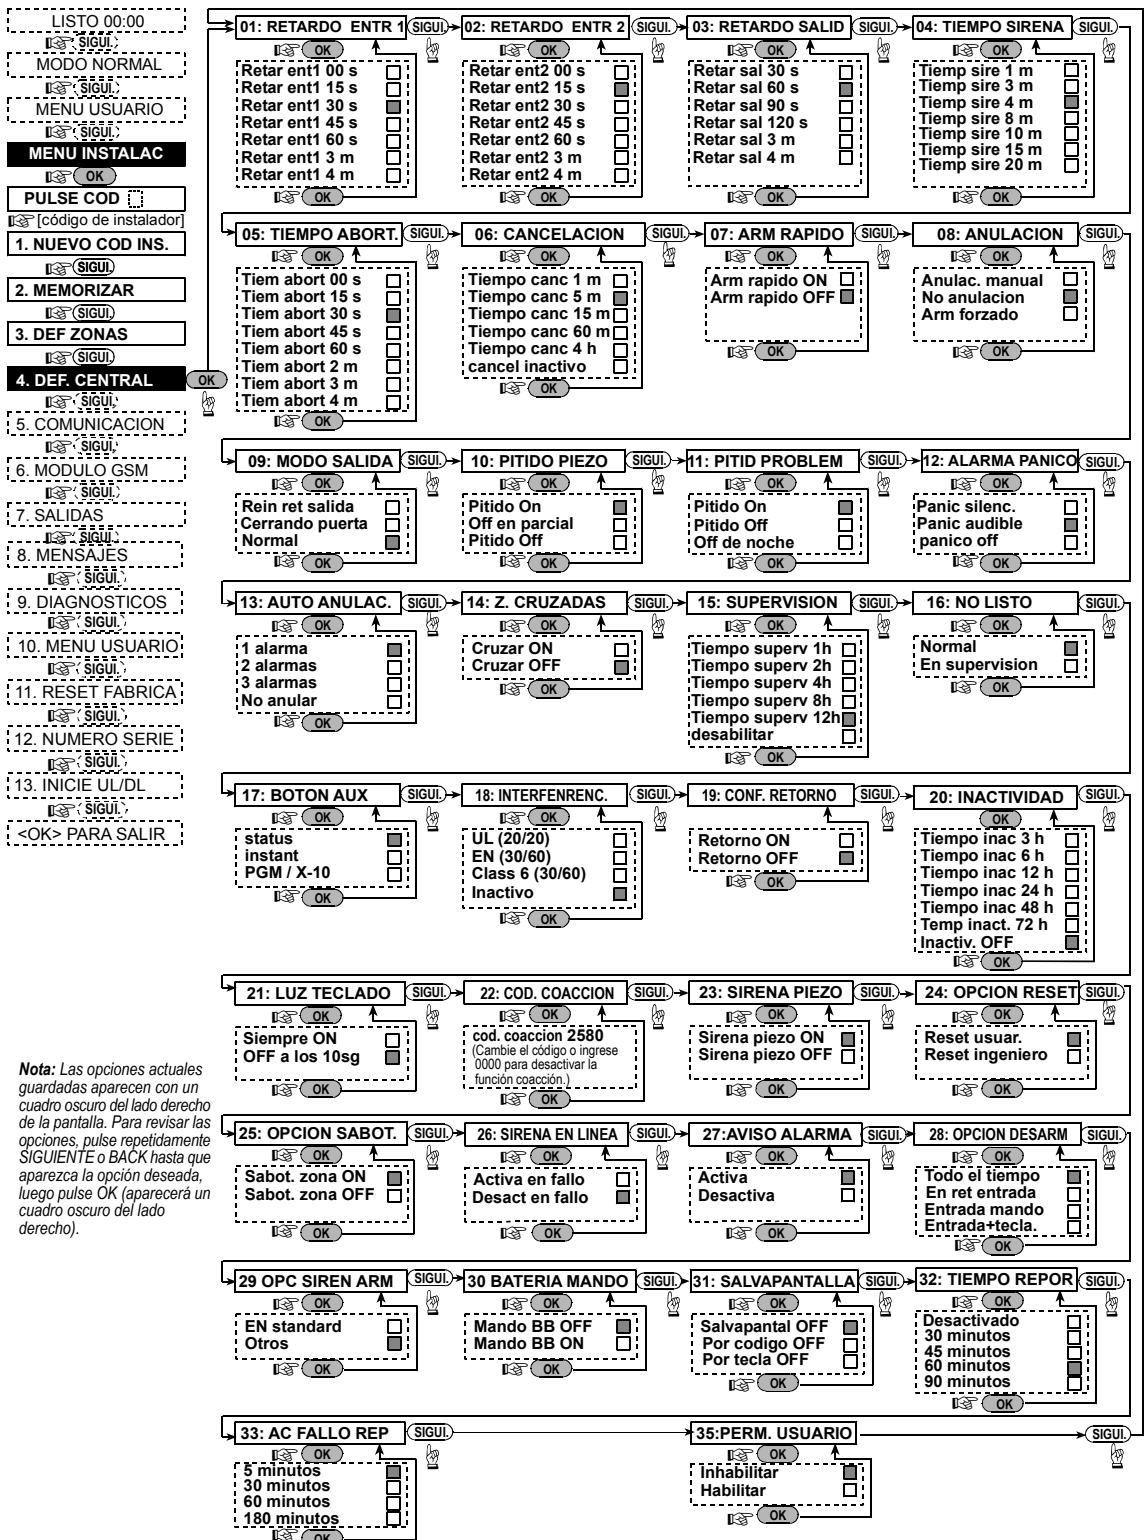 LISTO 00:00
SIGUI.
MODO NORMAL
SIGUI.
MENU USUARIO
SIGUI.
MENU INSTALAC
OK
PULSE COD
[código de instalador]
1. NUEVO COD INS.
SIGUI.
2. MEMORIZAR
SIGUI.
3. DEF ZONAS
SIGUI.
4. DEF. CENTRAL
OK
SIGUI.
5. COMUNICACION
SIGUI.
6. MODULO GSM
SIGUI.
7. SALIDAS
SIGUI.
8. MENSAJES
SIGUI.
9. DIAGNOSTICOS
SIGUI.
10. MENU USUARIO
SIGUI.
11. RESET FABRICA
SIGUI.
12. NUMERO SERIE
SIGUI.
13. INICIE UL/DL
SIGUI.
<OK> PARA SALIR
Nota: Las opciones actuales
guardadas aparecen con un
cuadro oscuro del lado derecho
de la pantalla. Para revisar las
opciones, pulse repetidamente
SIGUIENTE o BACK hasta que
aparezca la opción deseada,
luego pulse OK (aparecerá un
cuadro oscuro del lado
derecho).
01: RETARDO ENTR 1
SIGUI.
OK
Retar ent1 00 s
Retar ent1 15 s
Retar ent1 30 s
Retar ent1 45 s
Retar ent1 60 s
Retar ent1 3 m
Retar ent1 4 m
OK
02: RETARDO ENTR 2
SIGUI.
OK
Retar ent2 00 s
Retar ent2 15 s
Retar ent2 30 s
Retar ent2 45 s
Retar ent2 60 s
Retar ent2 3 m
Retar ent2 4 m
OK
03: RETARDO SALID
SIGUI.
OK
Retar sal 30 s
Retar sal 60 s
Retar sal 90 s
Retar sal 120 s
Retar sal 3 m
Retar sal 4 m
OK
04: TIEMPO SIRENA
SIGUI.
OK
Tiemp sire 1 m
Tiemp sire 3 m
Tiemp sire 4 m
Tiemp sire 8 m
Tiemp sire 10 m
Tiemp sire 15 m
Tiemp sire 20 m
OK
05: TIEMPO ABORT.
SIGUI.
OK
Tiem abort 00 s
Tiem abort 15 s
Tiem abort 30 s
Tiem abort 45 s
Tiem abort 60 s
Tiem abort 2 m
Tiem abort 3 m
Tiem abort 4 m
OK
06: CANCELACION
SIGUI.
OK
Tiempo canc 1 m
Tiempo canc 5 m
Tiempo canc 15 m
Tiempo canc 60 m
Tiempo canc 4 h
cancel inactivo
OK
07: ARM RAPIDO
SIGUI.
OK
Arm rapido ON
Arm rapido OFF
OK
08: ANULACION
SIGUI.
OK
Anulac. manual
No anulacion
Arm forzado
OK
09: MODO SALIDA
SIGUI.
OK
Rein ret salida
Cerrando puerta
Normal
OK
10: PITIDO PIEZO
SIGUI.
OK
Pitido On
Off en parcial
Pitido Off
OK
11: PITID PROBLEM
SIGUI.
OK
Pitido On
Pitido Off
Off de noche
OK
12: ALARMA PANICO
SIGUI.
OK
Panic silenc.
Panic audible
panico off
OK
13: AUTO ANULAC.
SIGUI.
OK
1 alarma
2 alarmas
3 alarmas
No anular
OK
14: Z. CRUZADAS
SIGUI.
OK
Cruzar ON
Cruzar OFF
OK
15: SUPERVISION
SIGUI.
OK
Tiempo superv 1h
Tiempo superv 2h
Tiempo superv 4h
Tiempo superv 8h
Tiempo superv 12h
desabilitar
OK
16: NO LISTO
SIGUI.
OK
Normal
En supervision
OK
17: BOTON AUX
SIGUI.
OK
status
instant
PGM / X-10
OK
18: INTERFENRENC.
SIGUI.
OK
UL (20/20)
EN (30/60)
Class 6 (30/60)
Inactivo
OK
19: CONF. RETORNO
SIGUI.
OK
Retorno ON
Retorno OFF
OK
20: INACTIVIDAD
SIGUI.
OK
Tiempo inac 3 h
Tiempo inac 6 h
Tiempo inac 12 h
Tiempo inac 24 h
Tiempo inac 48 h
Temp inact. 72 h
Inactiv. OFF
OK
21: LUZ TECLADO
SIGUI.
OK
Siempre ON
OFF a los 10sg
OK
22: COD. COACCION
SIGUI.
OK
cod. coaccion 2580
(Cambie el código o ingrese
0000 para desactivar la
función coacción.)
OK
23: SIRENA PIEZO
SIGUI.
OK
Sirena piezo ON
Sirena piezo OFF
OK
24: OPCION RESET
SIGUI.
OK
Reset usuar.
Reset ingeniero
OK
25: OPCION SABOT.
SIGUI.
OK
Sabot. zona ON
Sabot. zona OFF
OK
26: SIRENA EN LINEA
SIGUI.
OK
Activa en fallo
Desact en fallo
OK
27:AVISO ALARMA
SIGUI.
OK
Activa
Desactiva
OK
28: OPCION DESARM
SIGUI.
OK
Todo el tiempo
En ret entrada
Entrada mando
Entrada+tecla.
OK
29 OPC SIREN ARM
SIGUI.
OK
EN standard
Otros
OK
30 BATERIA MANDO
SIGUI.
OK
Mando BB OFF
Mando BB ON
OK
31: SALVAPANTALLA
SIGUI.
OK
Salvapantal OFF
Por codigo OFF
Por tecla OFF
OK
32: TIEMPO REPOR
SIGUI.
OK
Desactivado
30 minutos
45 minutos
60 minutos
90 minutos
OK
33: AC FALLO REP
SIGUI.
OK
5 minutos
30 minutos
60 minutos
180 minutos
OK
35:PERM. USUARIO
SIGUI.
OK
Inhabilitar
Habilitar
OK